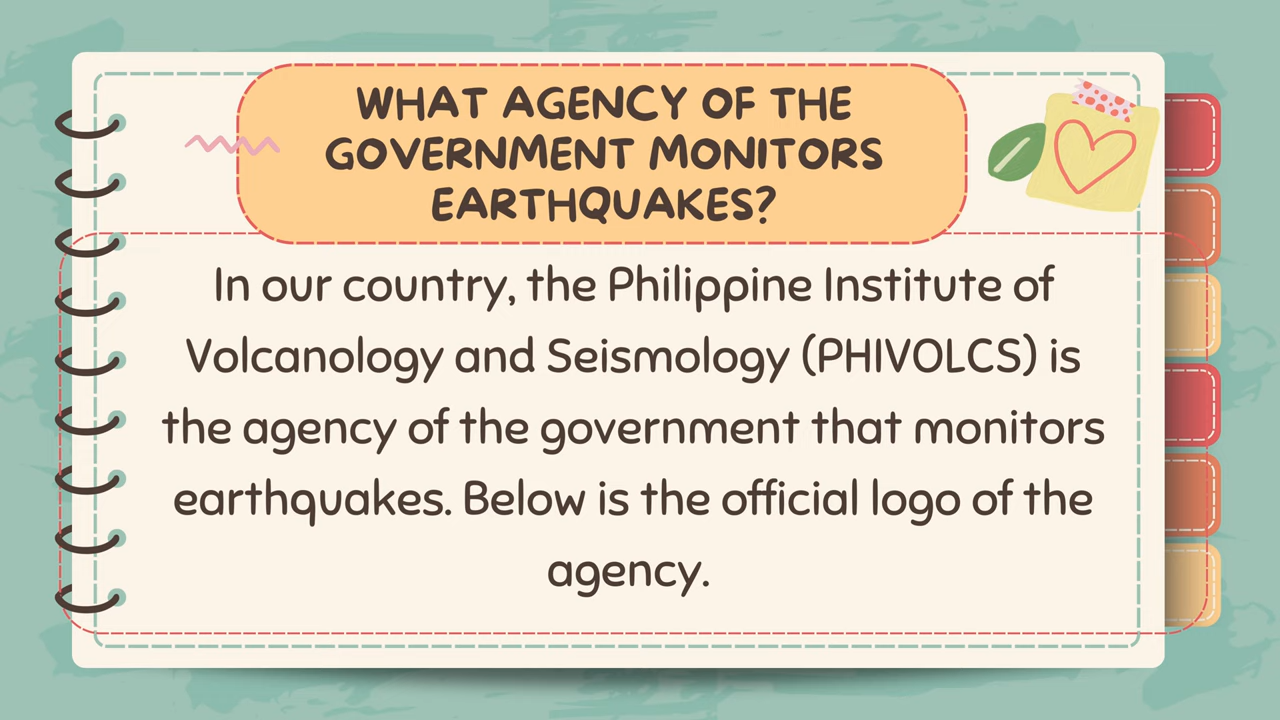 WHAT AGENCY OF THE
GOVERNMENT MONITORS
EARTHQUAKES?
In our country, the Philippine Institute of
Volcanology and Seismology (PHIVOLCS) is
the agency of the government that monitors
earthquakes. Below is the official logo of the
agency.